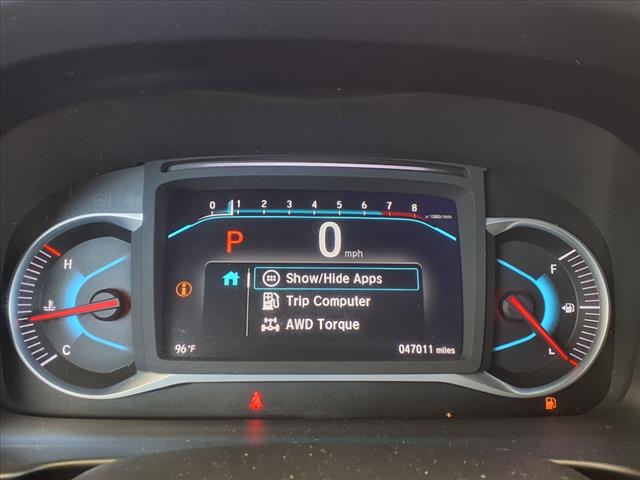 0 1 2 3 4 5 6 7 8 x1000r/min
P 0 mph
Show/Hide Apps
Trip Computer
AWD Torque
96°F 047011 miles
H
C
F
E